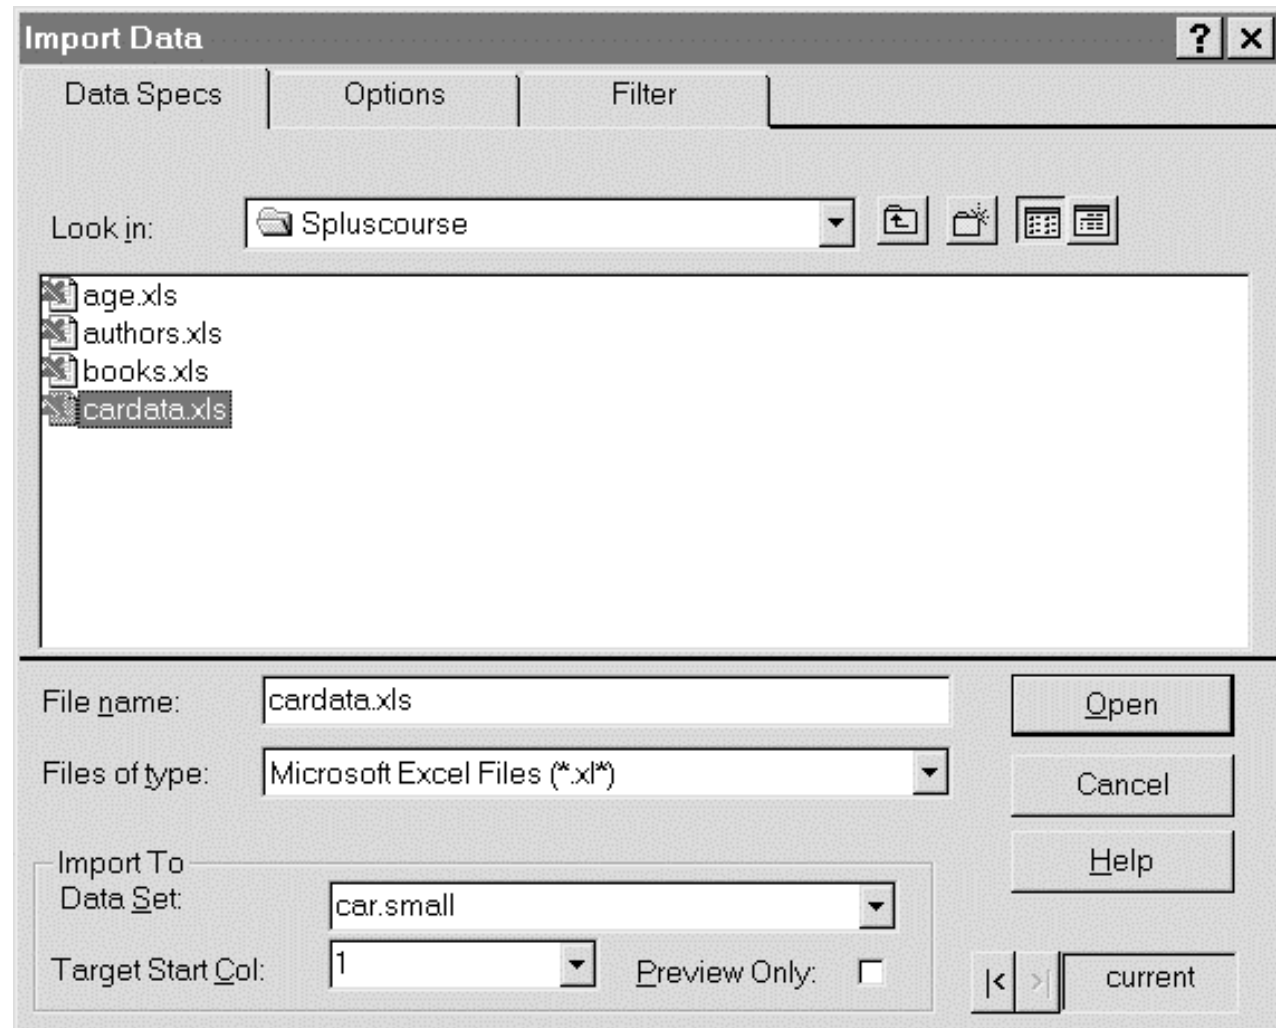 Import Data
Data Specs Options Filter
Look in: Spluscourse
age.xls
authors.xls
books.xls
cardata.xls
File name: cardata.xls Open
Files of type: Microsoft Excel Files (*.xl*) Cancel
Import To Help
Data Set: car.small
Target Start Col: 1 Preview Only: |< >| current